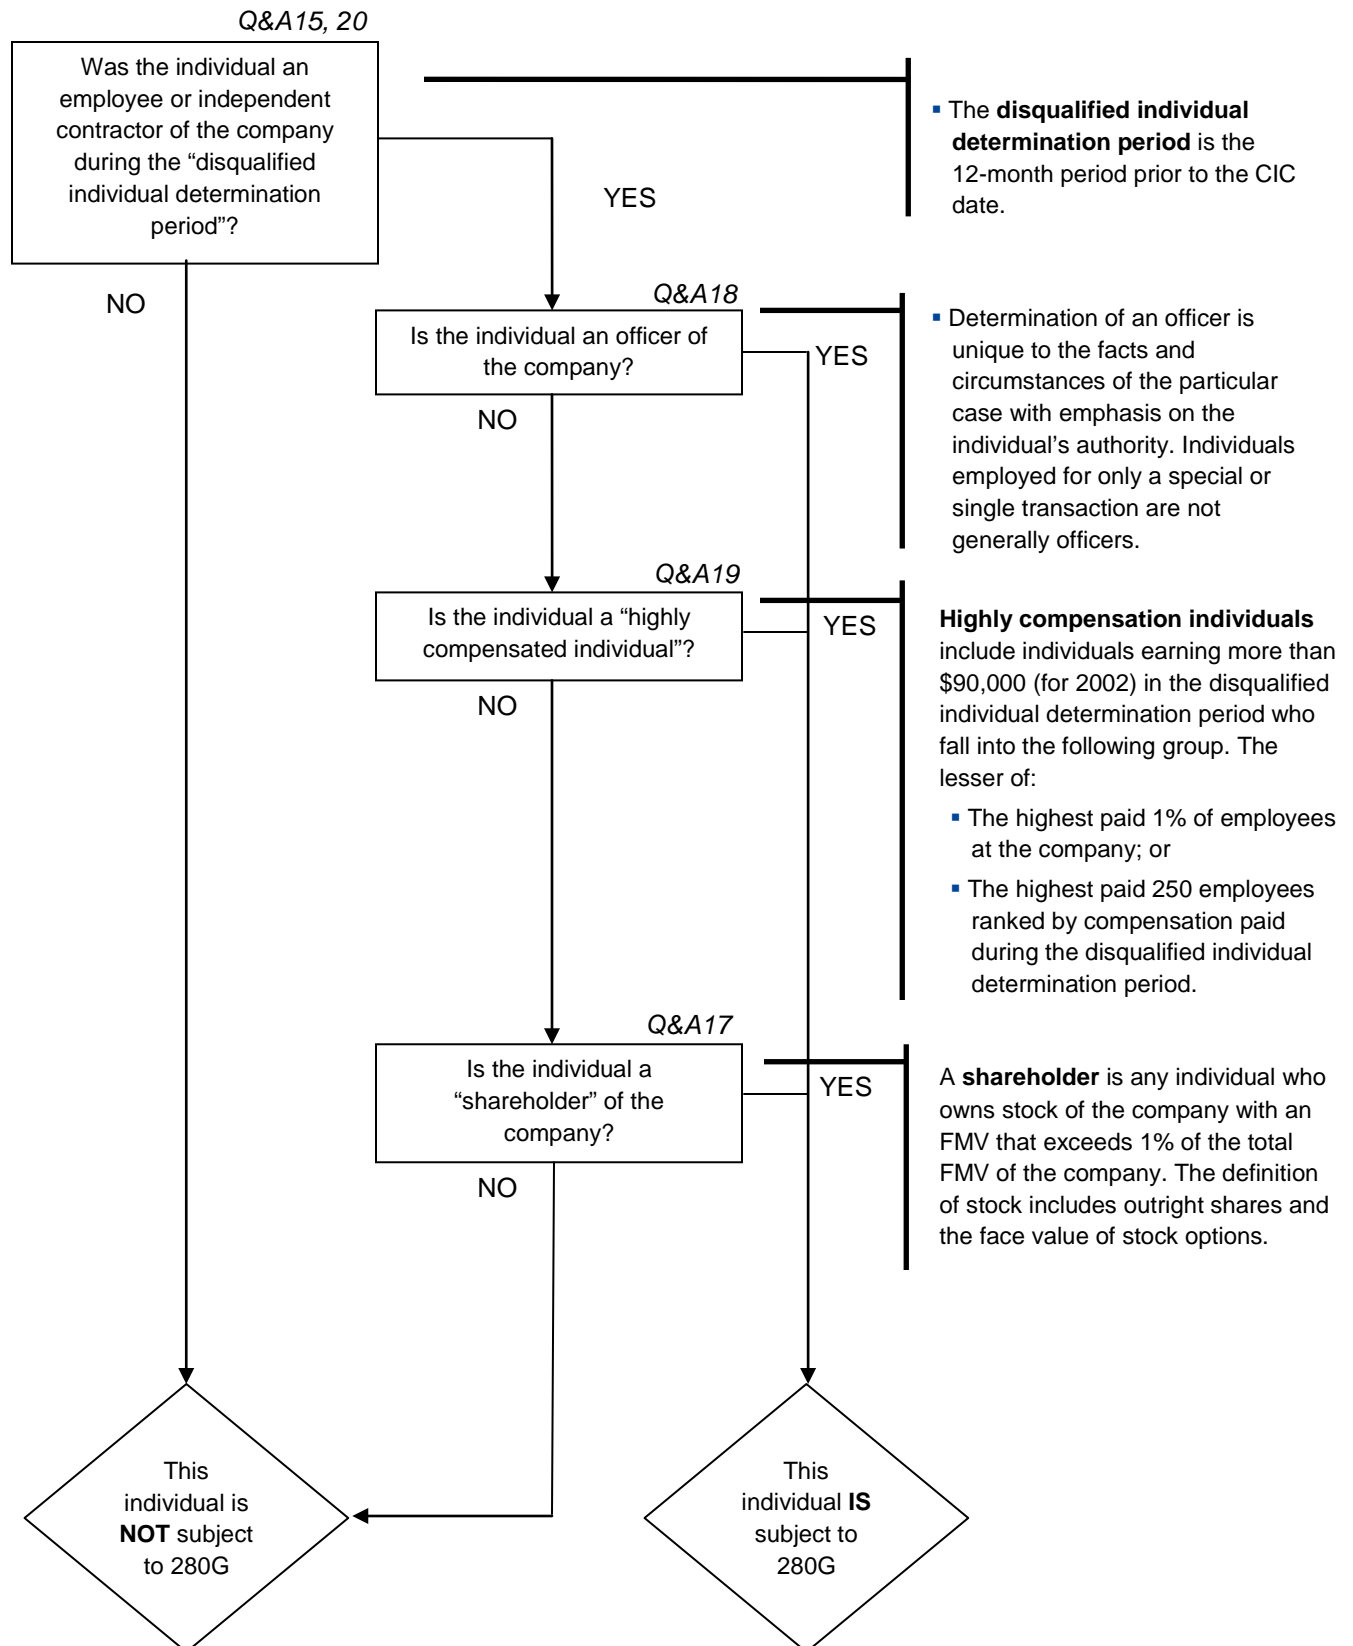 Q&A15, 20
Was the individual an
employee or independent
contractor of the company
during the “disqualified
individual determination
period”?
▪ The disqualified individual
determination period is the
12-month period prior to the CIC
date.
YES
NO
Q&A18
Is the individual an officer of
the company?
YES
NO
▪ Determination of an officer is
unique to the facts and
circumstances of the particular
case with emphasis on the
individual’s authority. Individuals
employed for only a special or
single transaction are not
generally officers.
Q&A19
Is the individual a “highly
compensated individual”?
YES
NO
Highly compensation individuals
include individuals earning more than
$90,000 (for 2002) in the disqualified
individual determination period who
fall into the following group. The
lesser of:
▪ The highest paid 1% of employees
at the company; or
▪ The highest paid 250 employees
ranked by compensation paid
during the disqualified individual
determination period.
Q&A17
Is the individual a
“shareholder” of the
company?
YES
NO
A shareholder is any individual who
owns stock of the company with an
FMV that exceeds 1% of the total
FMV of the company. The definition
of stock includes outright shares and
the face value of stock options.
This
individual is
NOT subject
to 280G
This
individual IS
subject to
280G